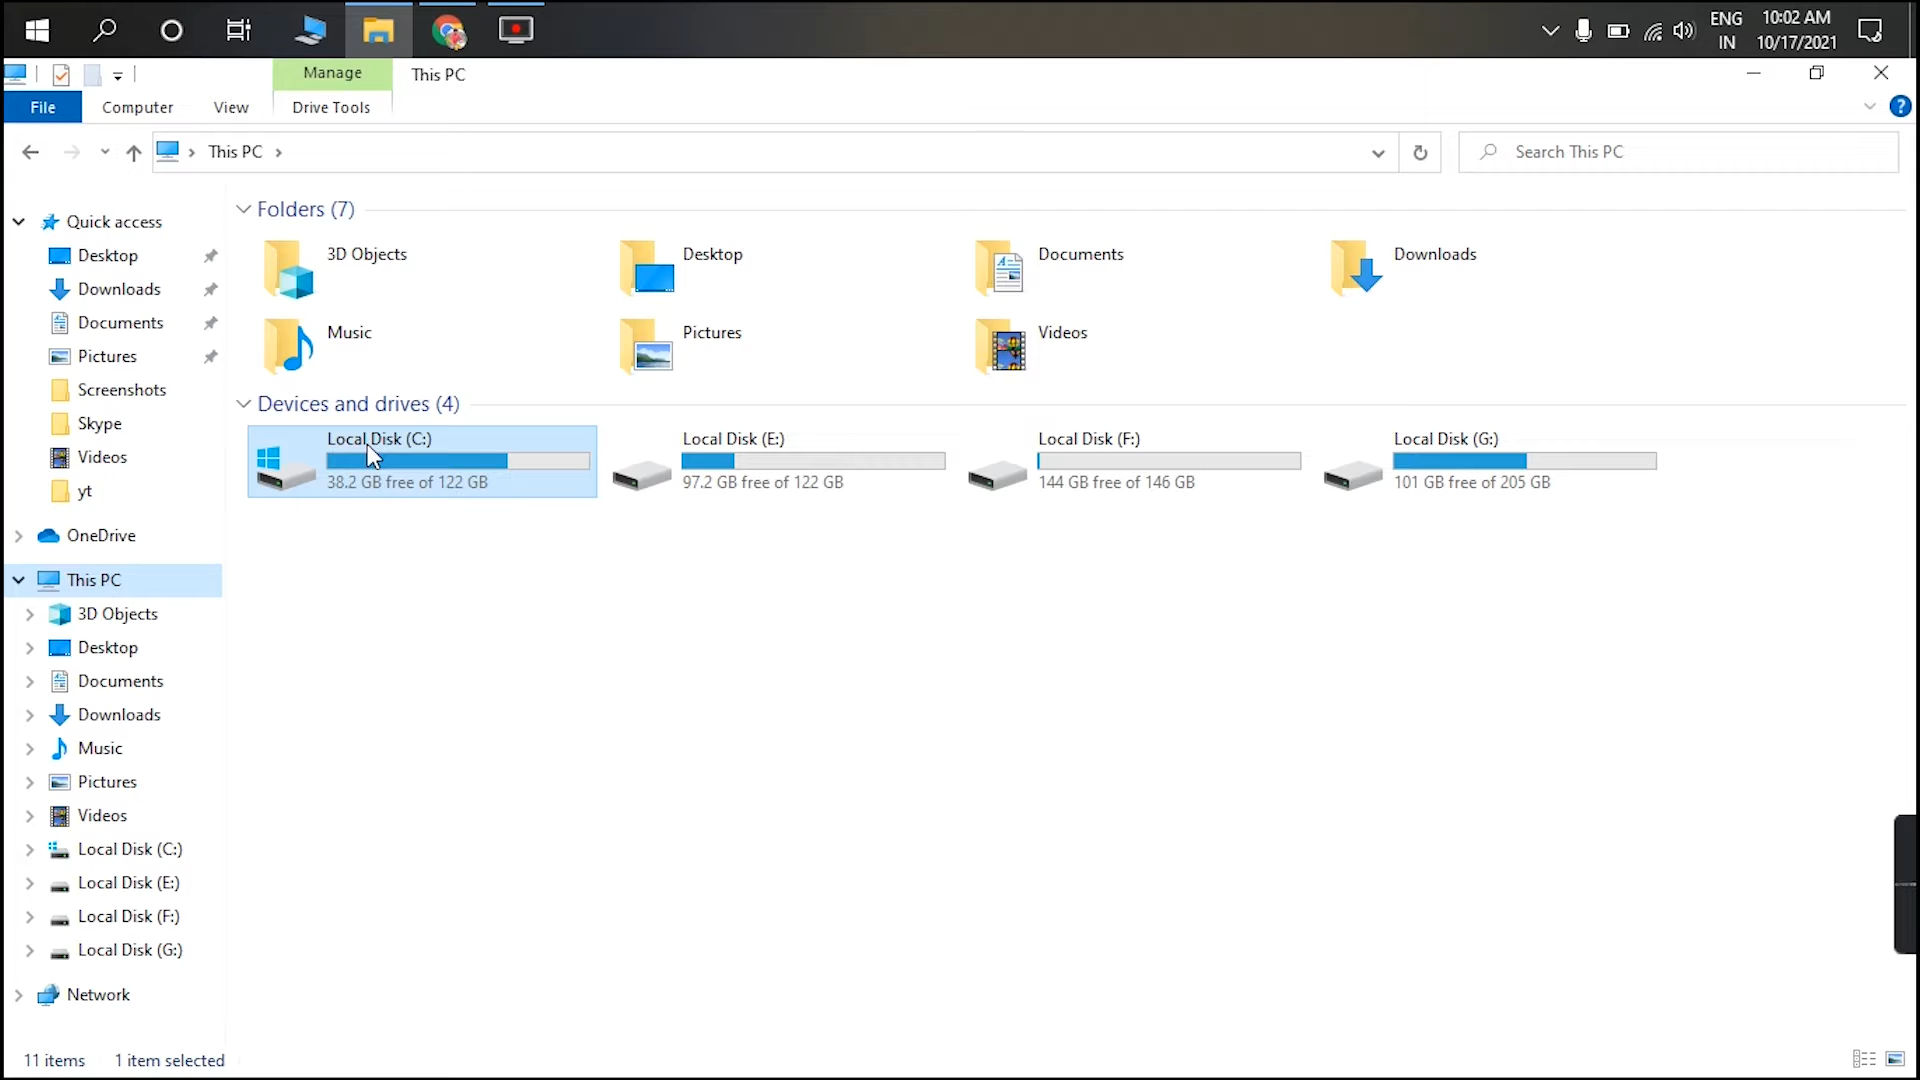 ENG
IN
10:02 AM
10/17/2021
Manage
This PC
File
Computer
View
Drive Tools
This PC
Search This PC
Quick access
Desktop
Downloads
Documents
Pictures
Screenshots
Skype
Videos
yt
OneDrive
This PC
3D Objects
Desktop
Documents
Downloads
Music
Pictures
Videos
Local Disk (C:)
Local Disk (E:)
Local Disk (F:)
Local Disk (G:)
Network
Folders (7)
3D Objects
Desktop
Documents
Downloads
Music
Pictures
Videos
Devices and drives (4)
Local Disk (C:)
38.2 GB free of 122 GB
Local Disk (E:)
97.2 GB free of 122 GB
Local Disk (F:)
144 GB free of 146 GB
Local Disk (G:)
101 GB free of 205 GB
11 items
1 item selected